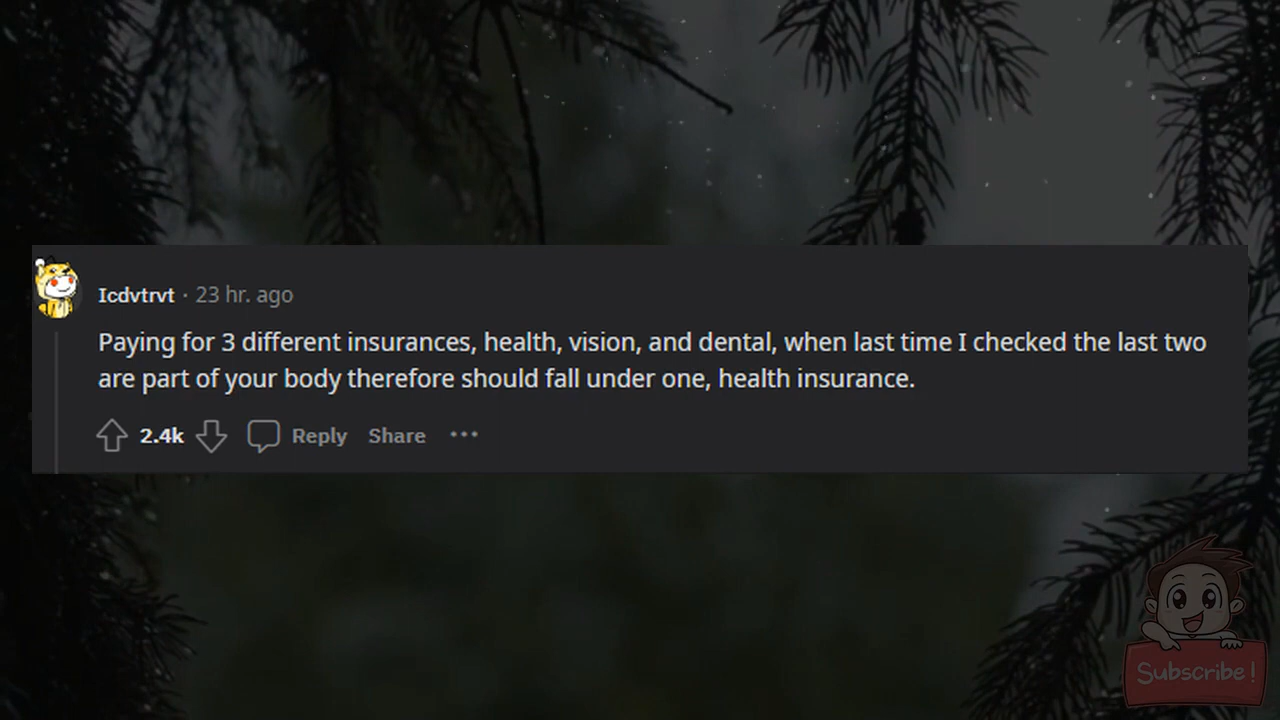 Icdvtrvt · 23 hr. ago
Paying for 3 different insurances, health, vision, and dental, when last time I checked the last two
are part of your body therefore should fall under one, health insurance.
2.4k Reply Share ···
Subscribe!